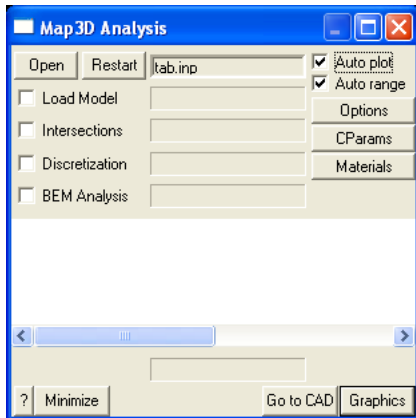 Map3D Analysis
Open Restart tab.inp Auto plot
Auto range
Load Model Options
Intersections CParams
Discretization Materials
BEM Analysis
? Minimize Go to CAD Graphics